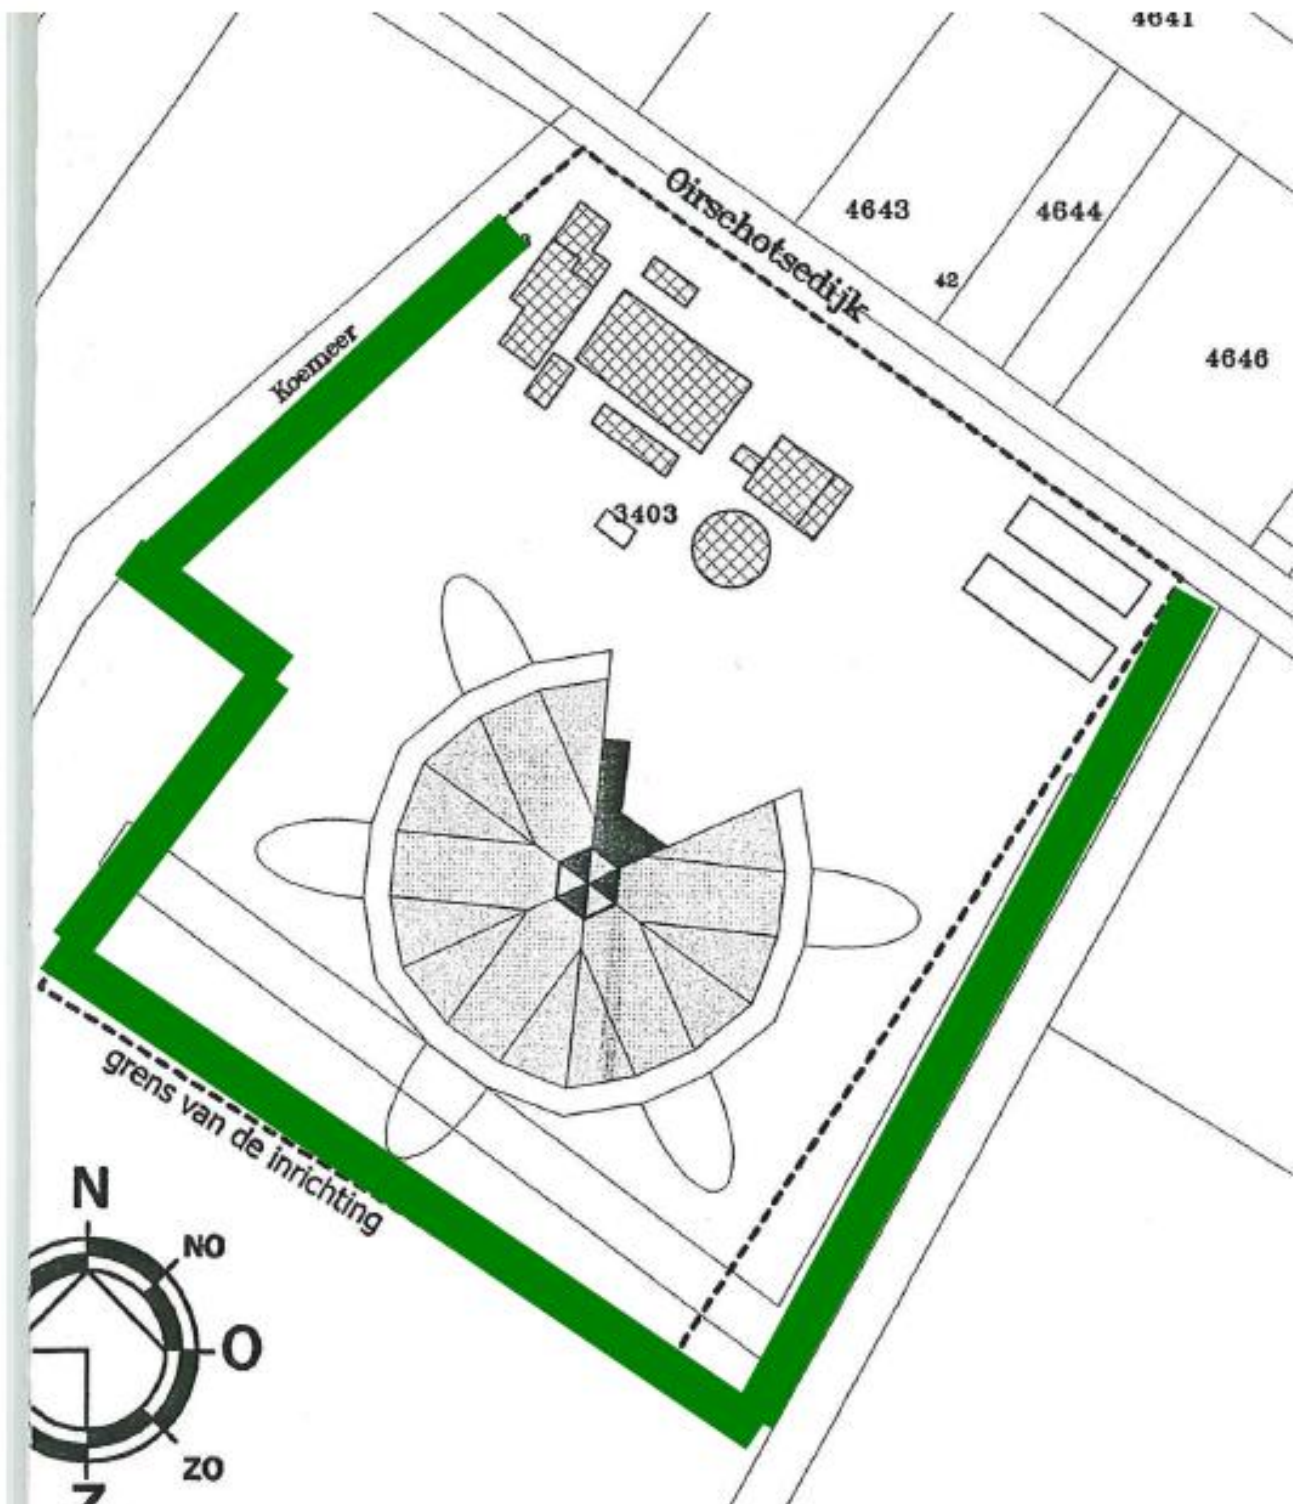 4641
Oirschotsedijk
4643
4644
42
4646
Koemeer
3403
grens van de inrichting
N
NO
O
ZO
Z